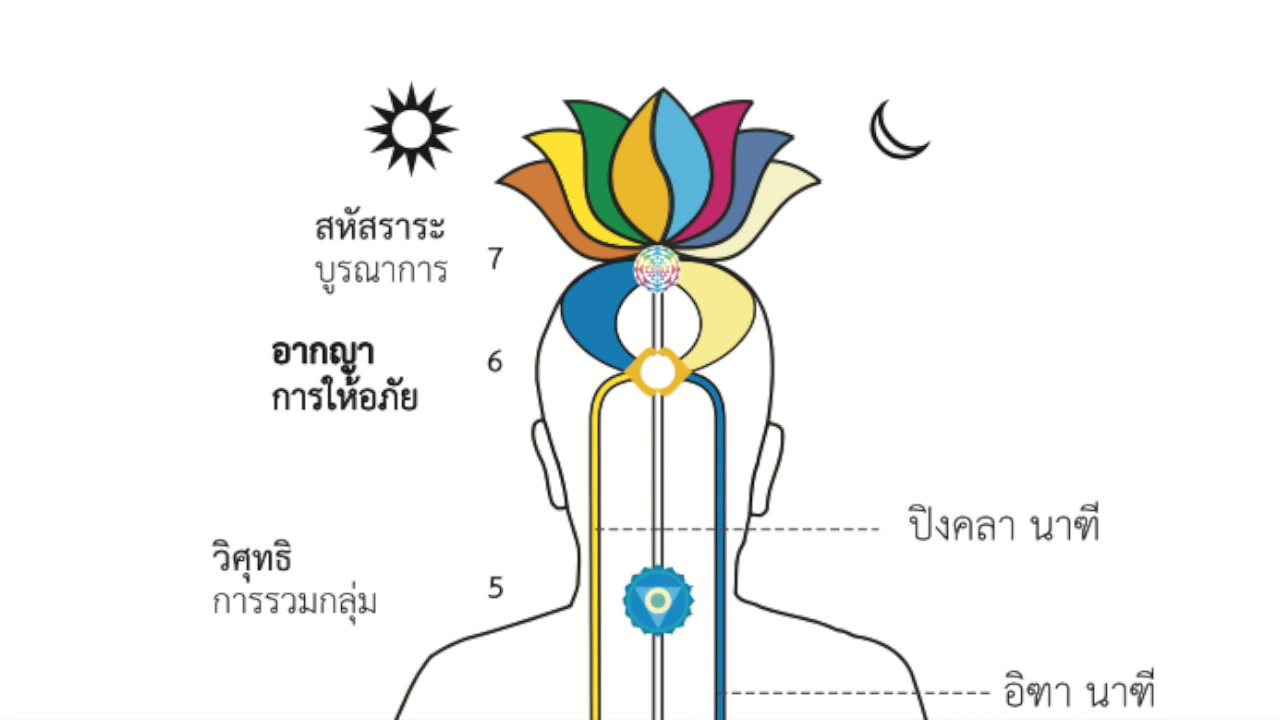 สหัสราระ
บูรณาการ
7
อากญา
การให้อภัย
6
ปิงคลา นาฑี
วิศุทธิ
การรวมกลุ่ม
5
อิฑา นาฑี